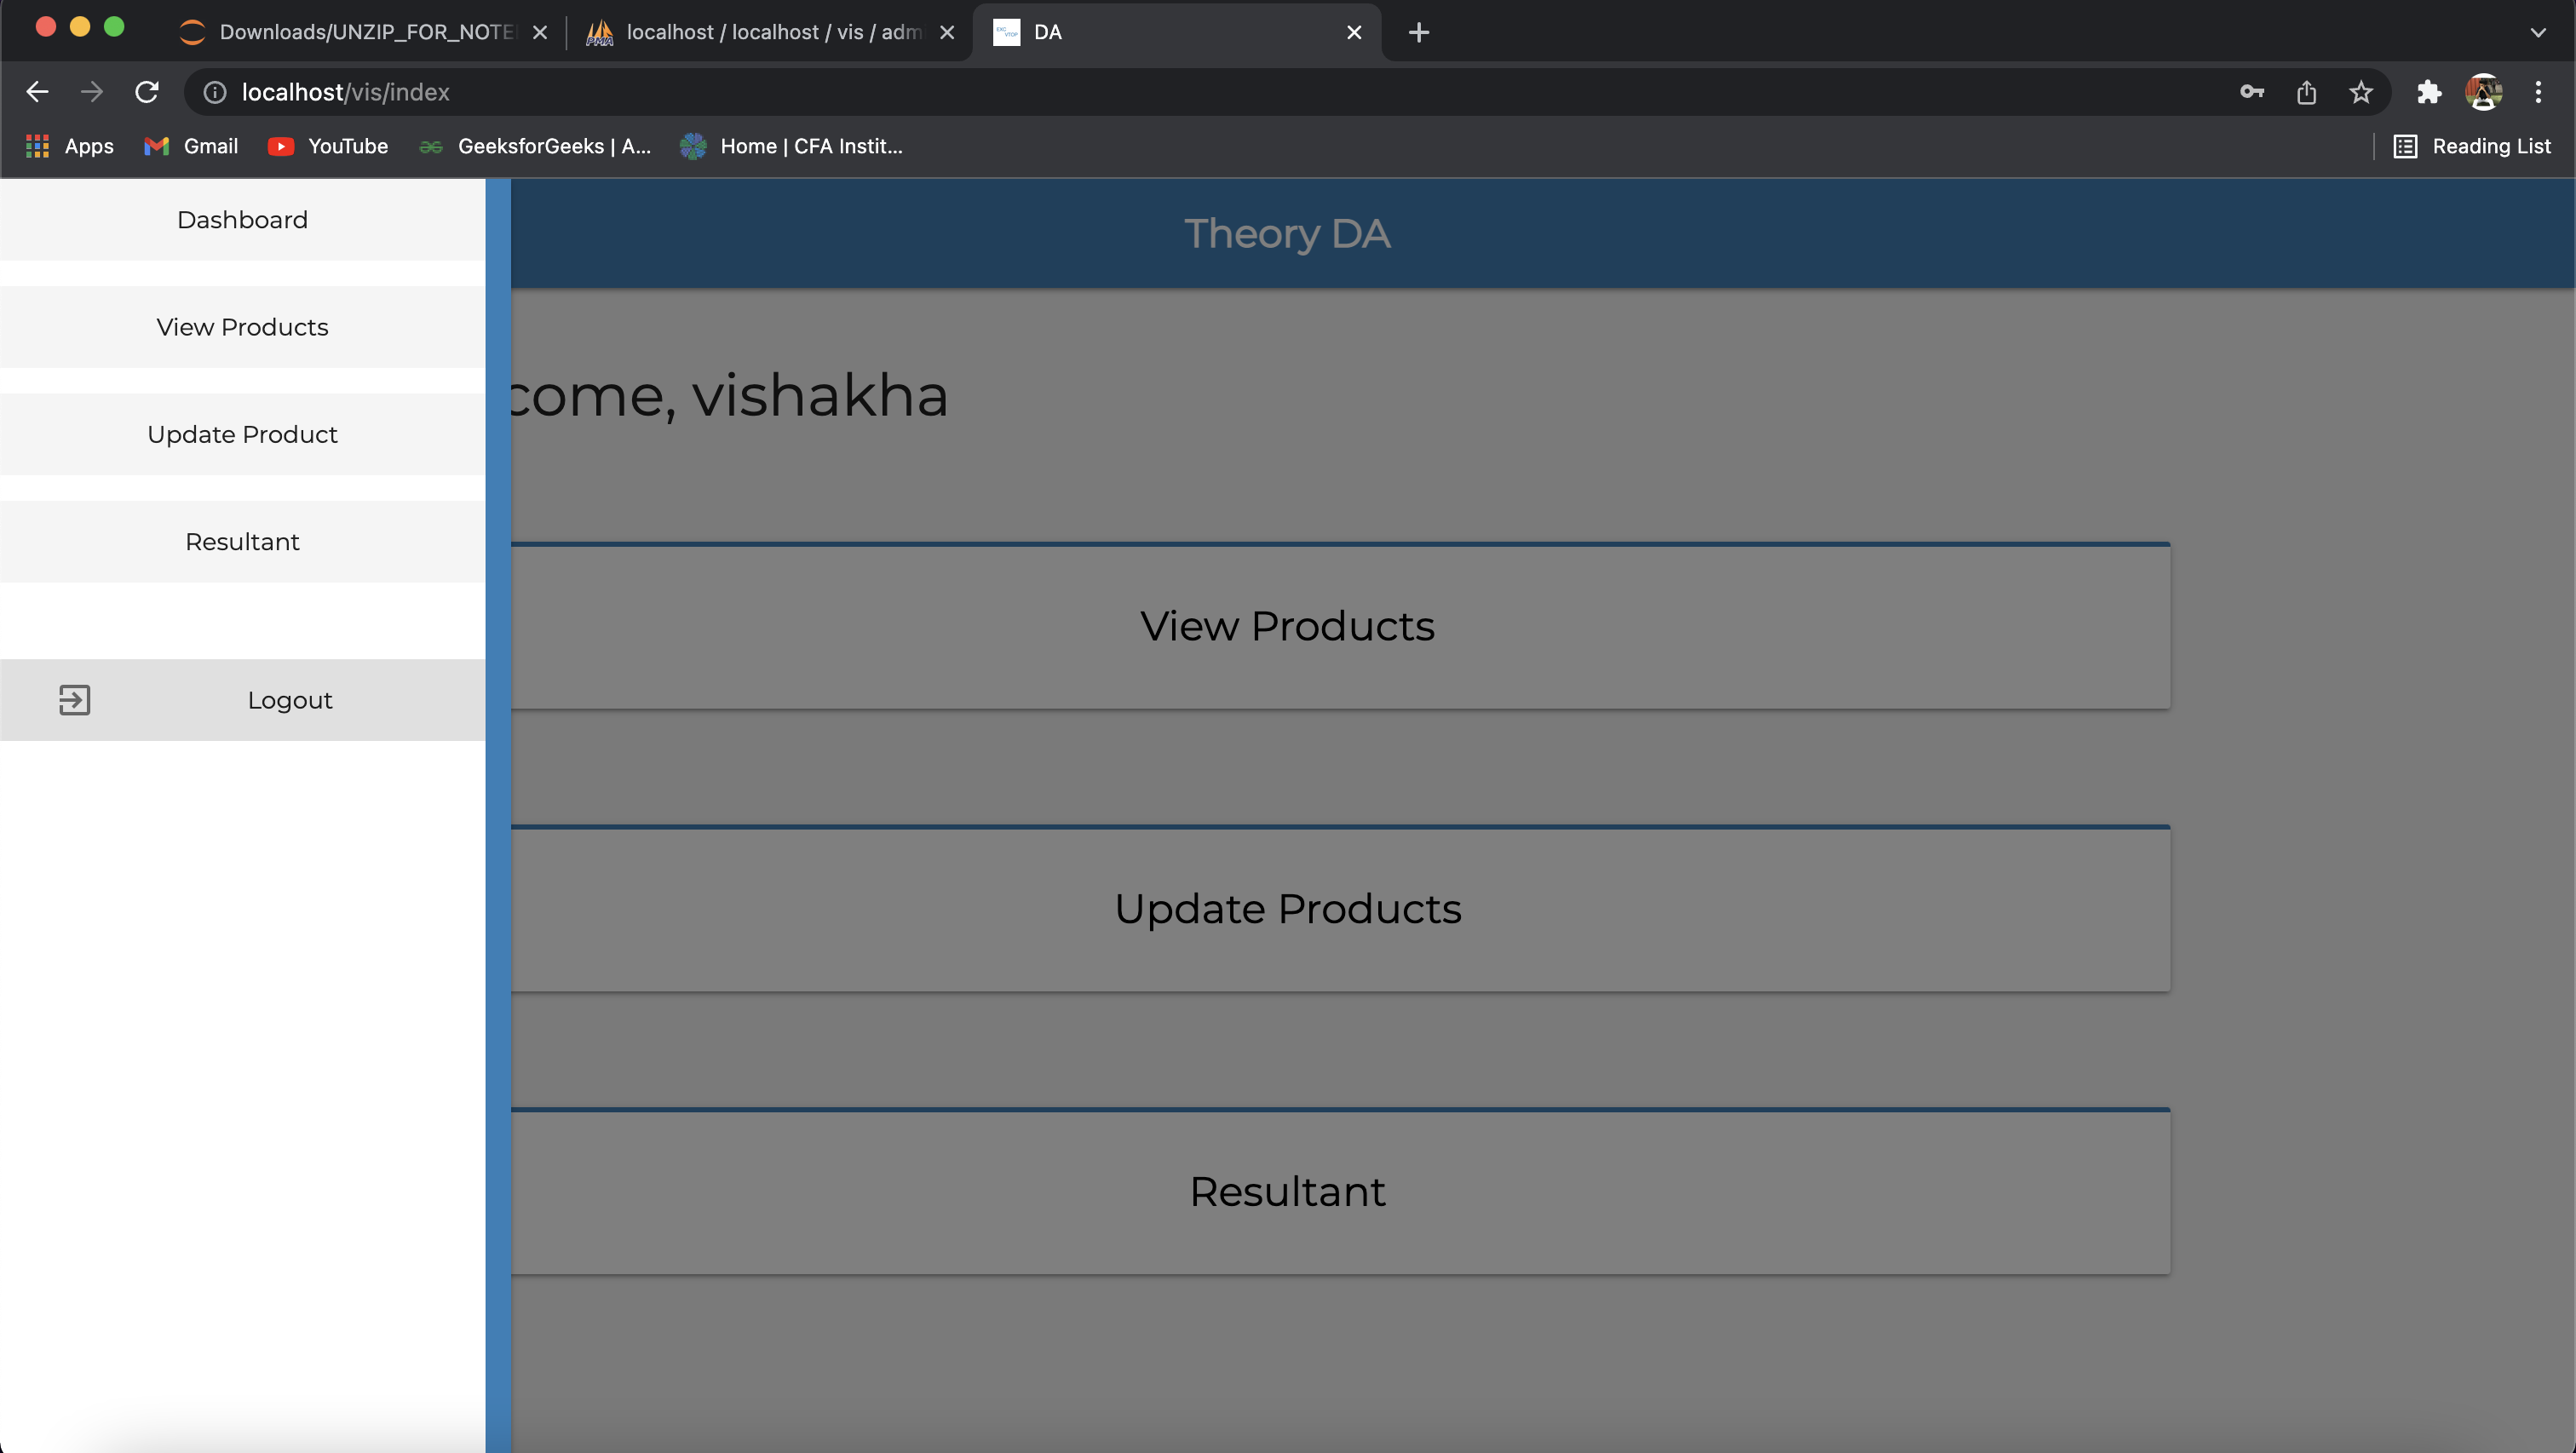 Downloads/UNZIP_FOR_NOTE
localhost / localhost / vis / adm
DA
localhost/vis/index
Apps
Gmail
YouTube
GeeksforGeeks | A...
Home | CFA Instit...
Reading List
Dashboard
View Products
Update Product
Resultant
Logout
Theory DA
come, vishakha
View Products
Update Products
Resultant